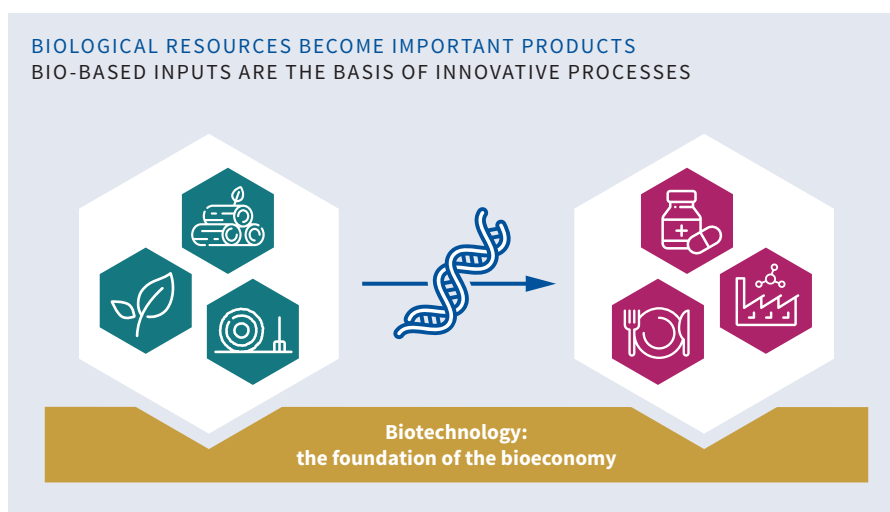 BIOLOGICAL RESOURCES BECOME IMPORTANT PRODUCTS
BIO-BASED INPUTS ARE THE BASIS OF INNOVATIVE PROCESSES
Biotechnology:
the foundation of the bioeconomy